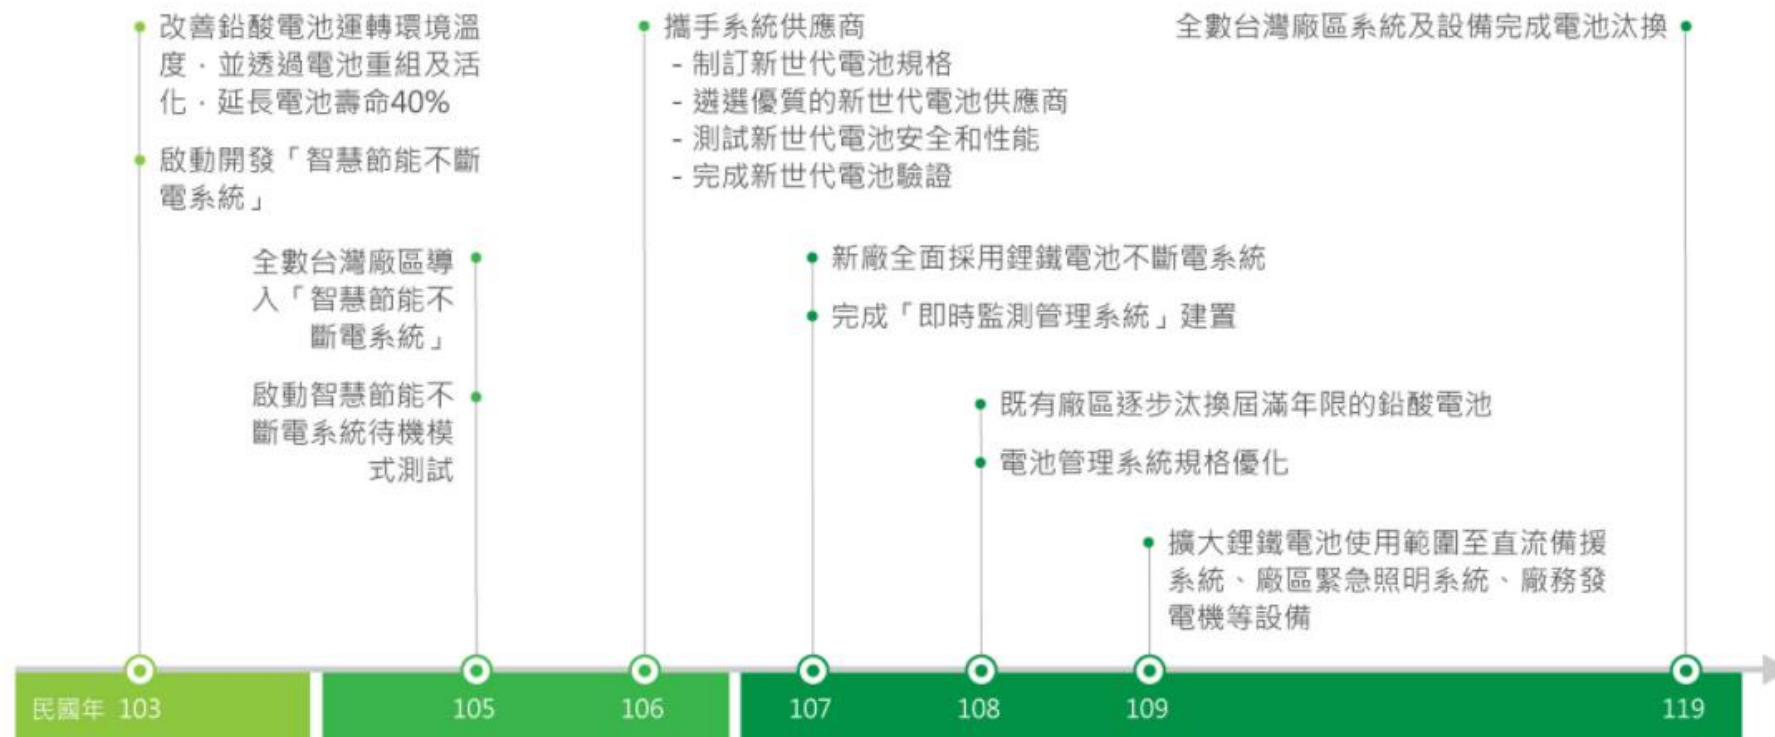 改善鉛酸電池運轉環境溫
度，並透過電池重組及活
化，延長電池壽命40%
啟動開發「智慧節能不斷
電系統」
全數台灣廠區導
入「智慧節能不
斷電系統」
啟動智慧節能不
斷電系統待機模
式測試
攜手系統供應商
- 制訂新世代電池規格
- 遴選優質的新世代電池供應商
- 測試新世代電池安全和性能
- 完成新世代電池驗證
新廠全面採用鋰鐵電池不斷電系統
完成「即時監測管理系統」建置
既有廠區逐步汰換屆滿年限的鉛酸電池
電池管理系統規格優化
擴大鋰鐵電池使用範圍至直流備援
系統、廠區緊急照明系統、廠務發
電機等設備
全數台灣廠區系統及設備完成電池汰換
民國年 103
105
106
107
108
109
119